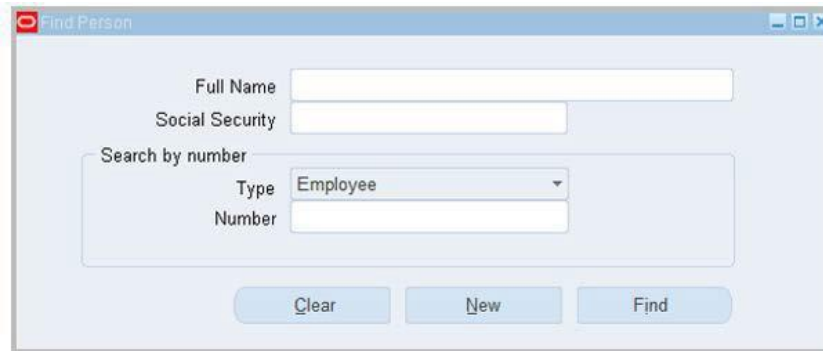 Find Person
Full Name
Social Security
Search by number
Type Employee
Number
Clear New Find